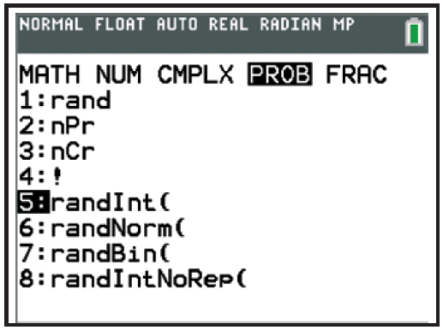 NORMAL FLOAT AUTO REAL RADIAN MP
MATH NUM CMPLX PROB FRAC
1:rand
2:nPr
3:nCr
4:!
5:randInt(
6:randNorm(
7:randBin(
8:randIntNoRep(